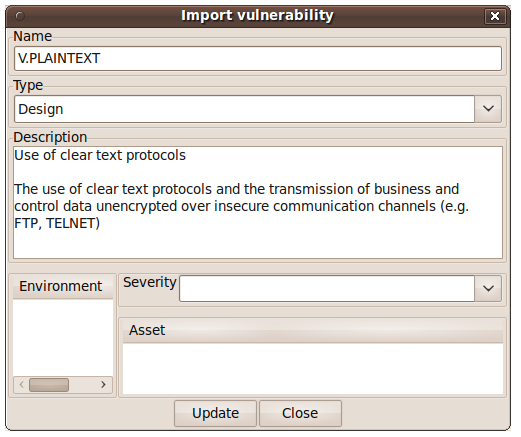 Import vulnerability
Name
V.PLAINTEXT
Type
Design
Description
Use of clear text protocols
The use of clear text protocols and the transmission of business and
control data unencrypted over insecure communication channels (e.g.
FTP, TELNET)
Environment
Severity
Asset
Update
Close